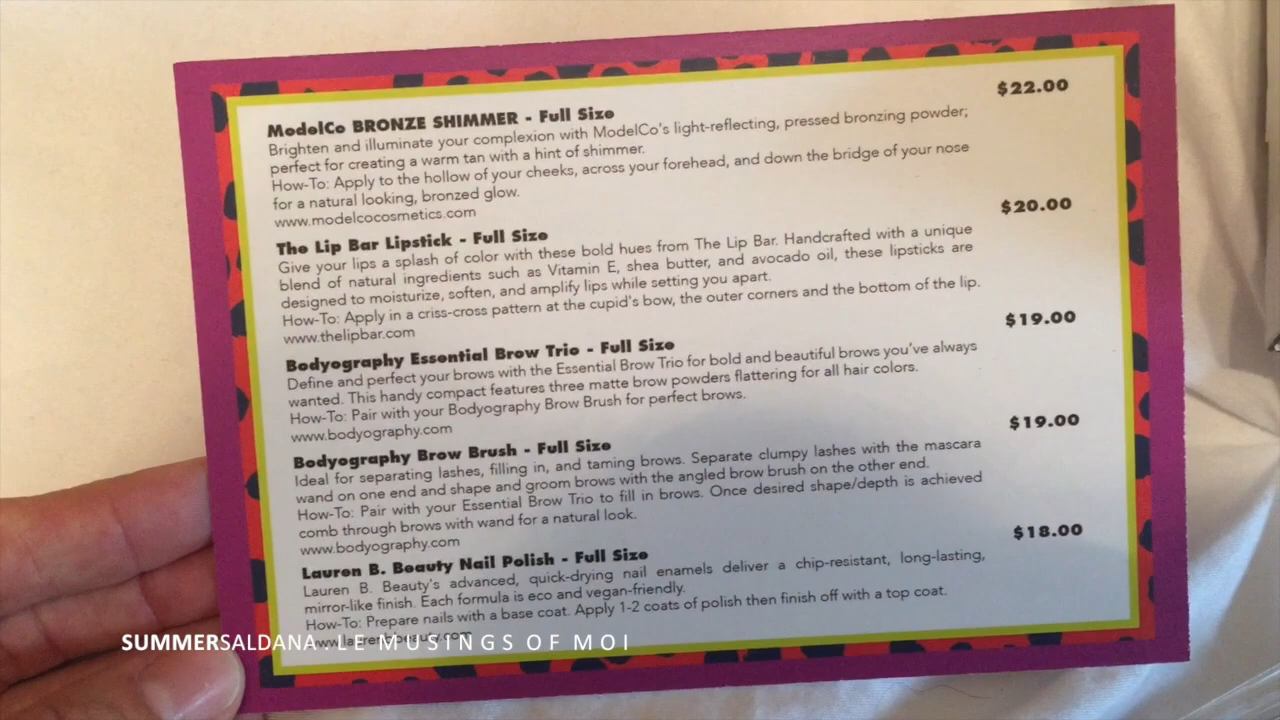 ModelCo BRONZE SHIMMER - Full Size $22.00
Brighten and illuminate your complexion with ModelCo's light-reflecting, pressed bronzing powder;
perfect for creating a warm tan with a hint of shimmer.
How-To: Apply to the hollow of your cheeks, across your forehead, and down the bridge of your nose
for a natural looking, bronzed glow.
www.modelcocosmetics.com
The Lip Bar Lipstick - Full Size $20.00
Give your lips a splash of color with these bold hues from The Lip Bar. Handcrafted with a unique
blend of natural ingredients such as Vitamin E, shea butter, and avocado oil, these lipsticks are
designed to moisturize, soften, and amplify lips while setting you apart.
How-To: Apply in a criss-cross pattern at the cupid's bow, the outer corners and the bottom of the lip.
www.thelipbar.com
Bodyography Essential Brow Trio - Full Size $19.00
Define and perfect your brows with the Essential Brow Trio for bold and beautiful brows you've always
wanted. This handy compact features three matte brow powders flattering for all hair colors.
How-To: Pair with your Bodyography Brow Brush for perfect brows.
www.bodyography.com
Bodyography Brow Brush - Full Size $19.00
Ideal for separating lashes, filling in, and taming brows. Separate clumpy lashes with the mascara
wand on one end and shape and groom brows with the angled brow brush on the other end.
How-To: Pair with your Essential Brow Trio to fill in brows. Once desired shape/depth is achieved
comb through brows with wand for a natural look.
www.bodyography.com
Lauren B. Beauty Nail Polish - Full Size $18.00
Lauren B. Beauty's advanced, quick-drying nail enamels deliver a chip-resistant, long-lasting,
mirror-like finish. Each formula is eco and vegan-friendly.
How-To: Prepare nails with a base coat. Apply 1-2 coats of polish then finish off with a top coat.
www.laurenbbeauty.com
SUMMERSALDANA. LE MUSINGS OF MOI